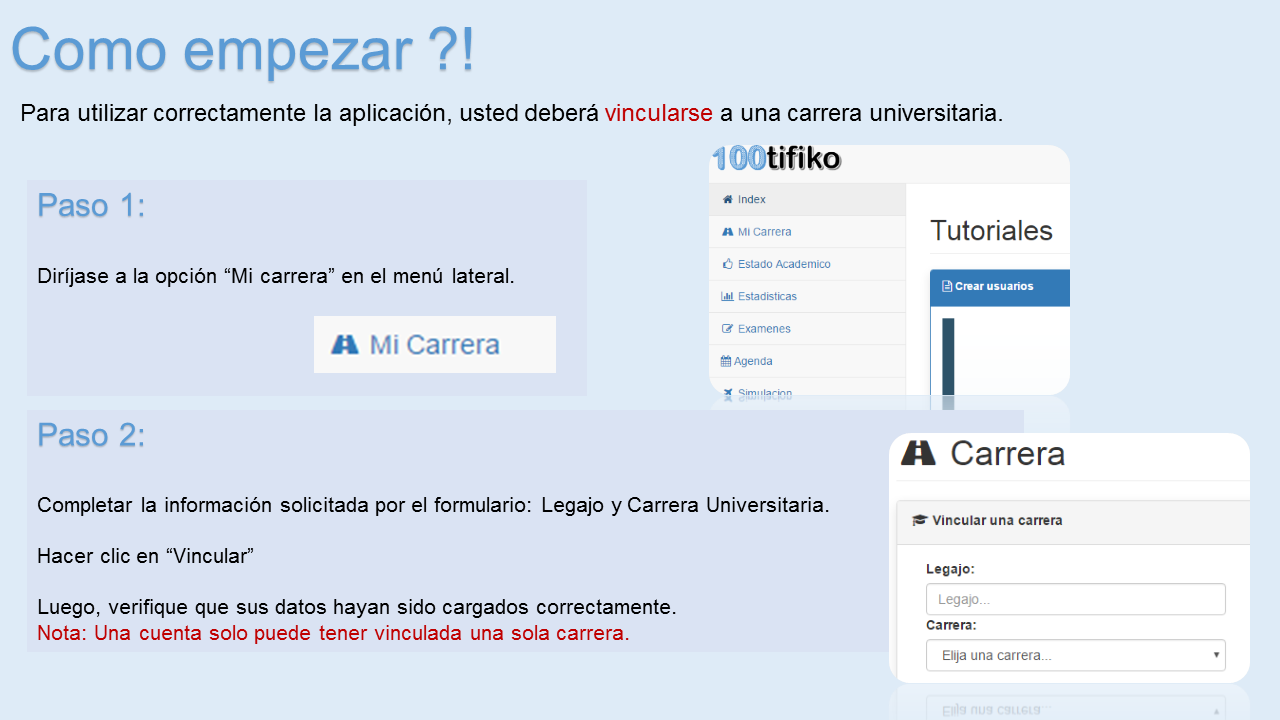 Como empezar ?!
Para utilizar correctamente la aplicación, usted deberá vincularse a una carrera universitaria.
Paso 1:
Diríjase a la opción “Mi carrera” en el menú lateral.
Mi Carrera
100tifiko
Index
Mi Carrera
Estado Academico
Estadisticas
Examenes
Agenda
Simulacion
Tutoriales
Crear usuarios
Paso 2:
Completar la información solicitada por el formulario: Legajo y Carrera Universitaria.
Hacer clic en “Vincular”
Luego, verifique que sus datos hayan sido cargados correctamente.
Nota: Una cuenta solo puede tener vinculada una sola carrera.
Carrera
Vincular una carrera
Legajo:
Legajo...
Carrera:
Elija una carrera...